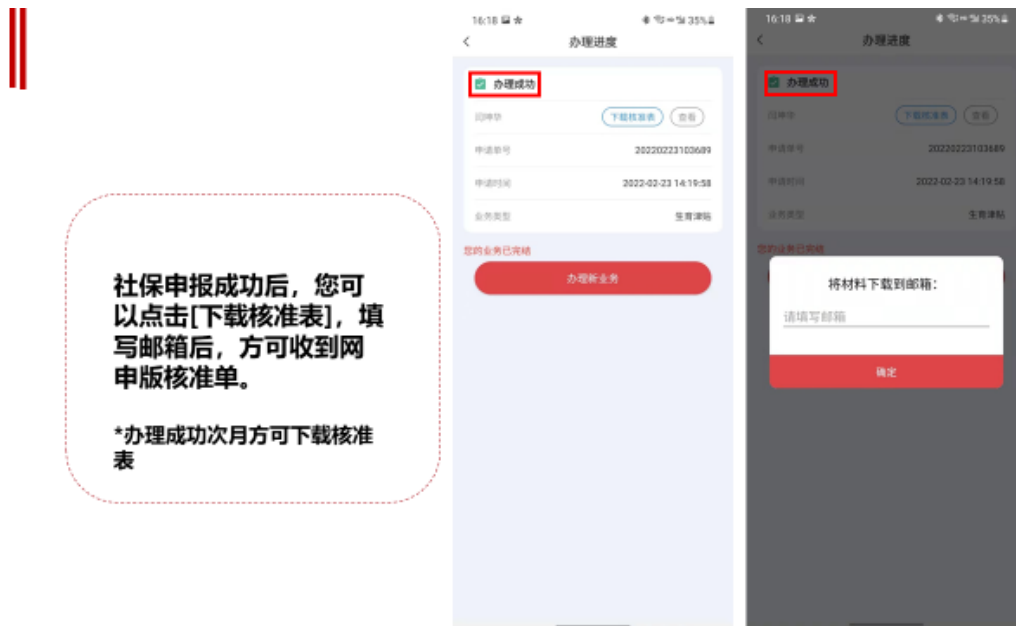 社保申报成功后，您可
以点击[下载核准表]，填
写邮箱后，方可收到网
申版核准单。
*办理成功次月方可下载核准
表
16:18
35%
办理进度
办理成功
下载核准表
查看
申请单号
20220223103689
申请时间
2022-02-23 14:19:58
业务类型
生育津贴
您的业务已完结
办理新业务
16:18
35%
办理进度
办理成功
下载核准表
查看
申请单号
20220223103689
申请时间
2022-02-23 14:19:58
业务类型
生育津贴
您的业务已完结
将材料下载到邮箱：
请填写邮箱
确定